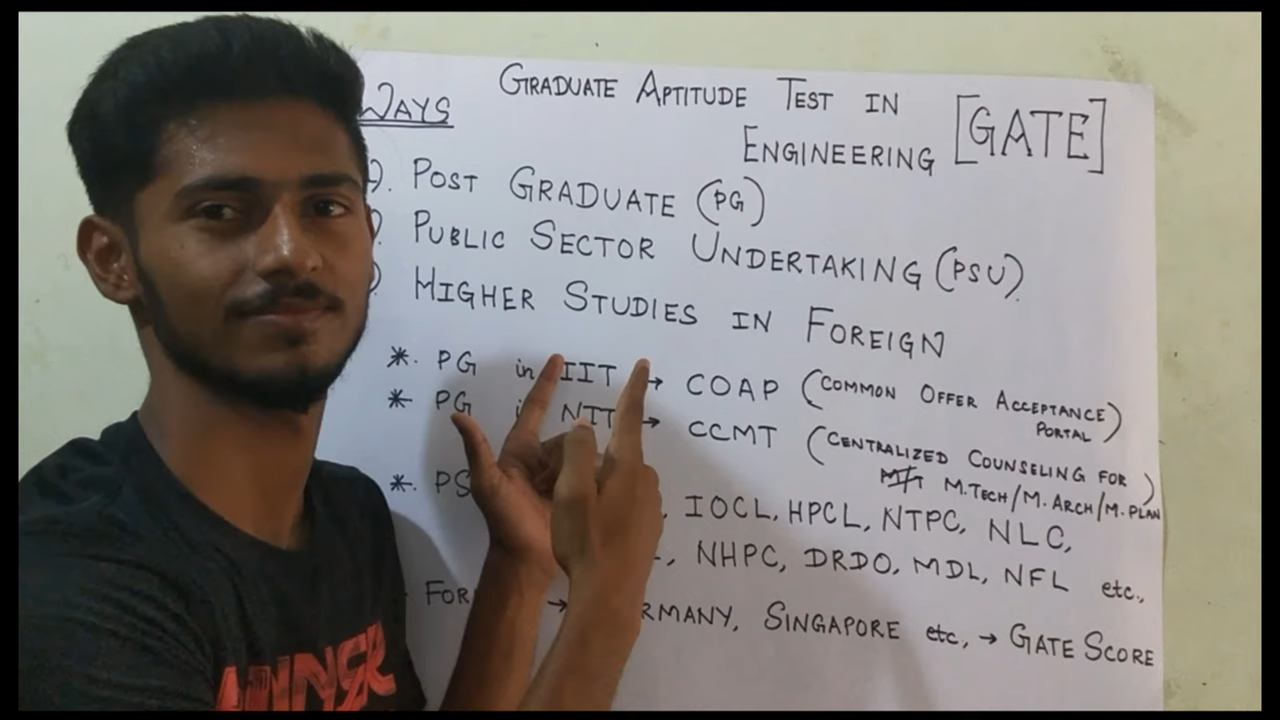 GRADUATE APTITUDE TEST IN
WAYS
ENGINEERING [GATE]
). POST GRADUATE (PG)
). PUBLIC SECTOR UNDERTAKING (PSU).
) HIGHER STUDIES IN FOREIGN
*. PG in IIT → COAP (COMMON OFFER ACCEPTANCE)
PORTAL
* PG NIT → CCMT (CENTRALIZED COUNSELING FOR)
M.TECH/M.ARCH/M.PLAN
*. PS , IOCL, HPCL, NTPC, NLC,
, NHPC, DRDO, MDL, NFL etc.,
FOR → RMANY, SINGAPORE etc, → GATE SCORE